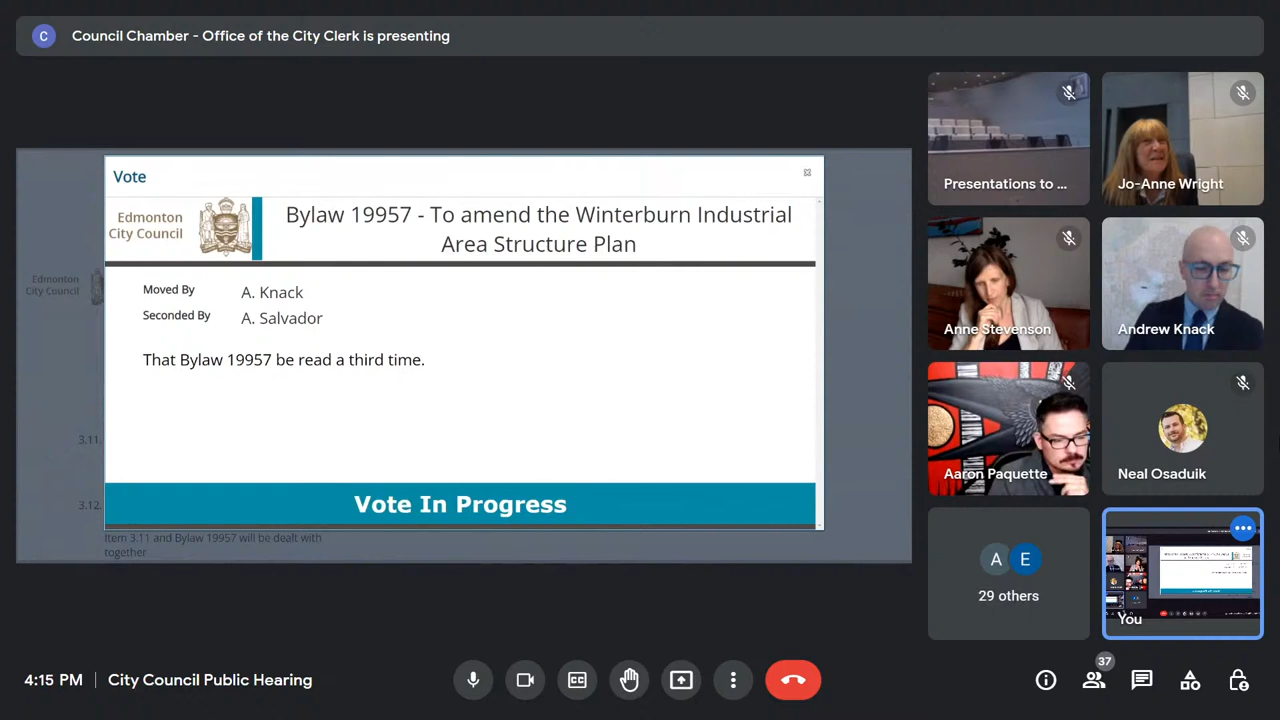 C
Council Chamber - Office of the City Clerk is presenting
Vote
Edmonton
City Council
Bylaw 19957 - To amend the Winterburn Industrial
Area Structure Plan
Moved By
A. Knack
Seconded By
A. Salvador
That Bylaw 19957 be read a third time.
Vote In Progress
Edmonton
City Council
3.11.
3.12.
Item 3.11 and Bylaw 19957 will be dealt with
together
Presentations to ...
Jo-Anne Wright
Anne Stevenson
Andrew Knack
Aaron Paquette
Neal Osaduik
A
E
29 others
You
4:15 PM
City Council Public Hearing
37